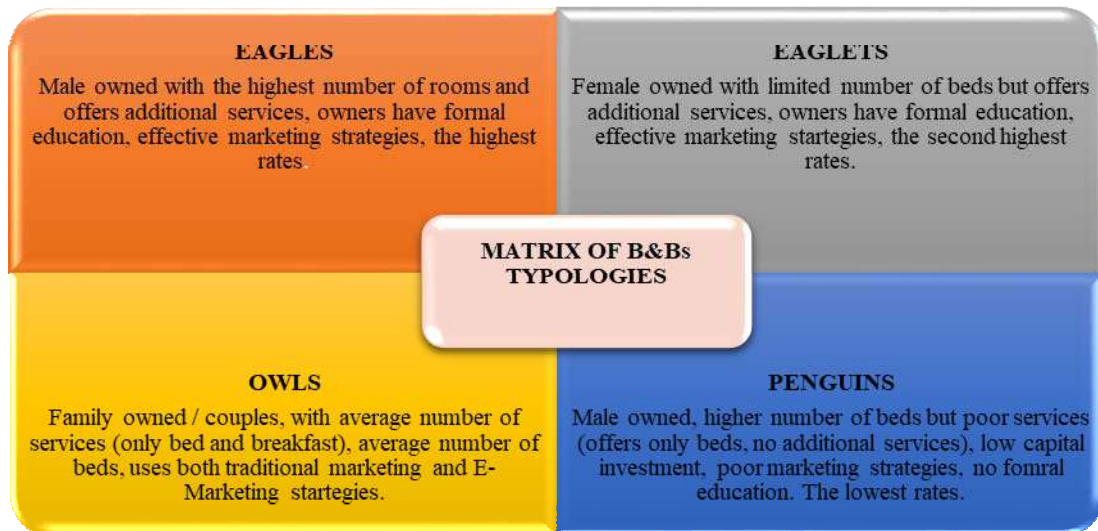 EAGLES
Male owned with the highest number of rooms and
offers additional services, owners have formal
education, effective marketing strategies, the highest
rates.
EAGLETS
Female owned with limited number of beds but offers
additional services, owners have formal education,
effective marketing startegies, the second highest
rates.
MATRIX OF B&Bs
TYPOLOGIES
OWLS
Family owned / couples, with average number of
services (only bed and breakfast), average number of
beds, uses both traditional marketing and E-
Marketing startegies.
PENGUINS
Male owned, higher number of beds but poor services
(offers only beds, no additional services), low capital
investment, poor marketing strategies, no fomral
education. The lowest rates.